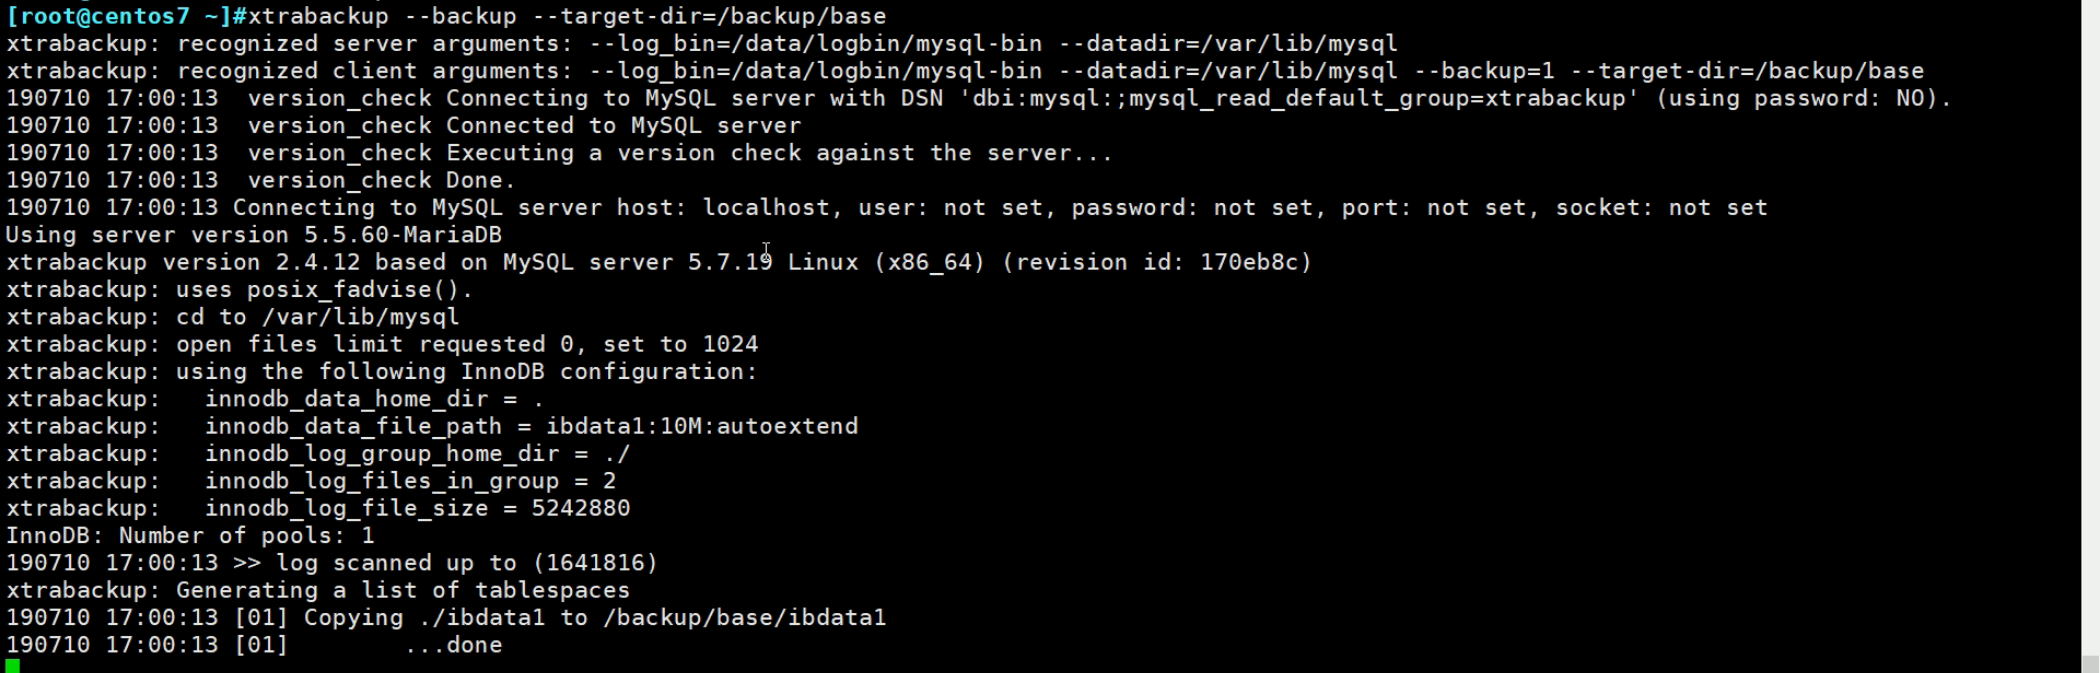 [root@centos7 ~]#xtrabackup --backup --target-dir=/backup/base
xtrabackup: recognized server arguments: --log_bin=/data/logbin/mysql-bin --datadir=/var/lib/mysql
xtrabackup: recognized client arguments: --log_bin=/data/logbin/mysql-bin --datadir=/var/lib/mysql --backup=1 --target-dir=/backup/base
190710 17:00:13  version_check Connecting to MySQL server with DSN 'dbi:mysql:;mysql_read_default_group=xtrabackup' (using password: NO).
190710 17:00:13  version_check Connected to MySQL server
190710 17:00:13  version_check Executing a version check against the server...
190710 17:00:13  version_check Done.
190710 17:00:13 Connecting to MySQL server host: localhost, user: not set, password: not set, port: not set, socket: not set
Using server version 5.5.60-MariaDB
xtrabackup version 2.4.12 based on MySQL server 5.7.19 Linux (x86_64) (revision id: 170eb8c)
xtrabackup: uses posix_fadvise().
xtrabackup: cd to /var/lib/mysql
xtrabackup: open files limit requested 0, set to 1024
xtrabackup: using the following InnoDB configuration:
xtrabackup:   innodb_data_home_dir = .
xtrabackup:   innodb_data_file_path = ibdata1:10M:autoextend
xtrabackup:   innodb_log_group_home_dir = ./
xtrabackup:   innodb_log_files_in_group = 2
xtrabackup:   innodb_log_file_size = 5242880
InnoDB: Number of pools: 1
190710 17:00:13 >> log scanned up to (1641816)
xtrabackup: Generating a list of tablespaces
190710 17:00:13 [01] Copying ./ibdata1 to /backup/base/ibdata1
190710 17:00:13 [01]        ...done